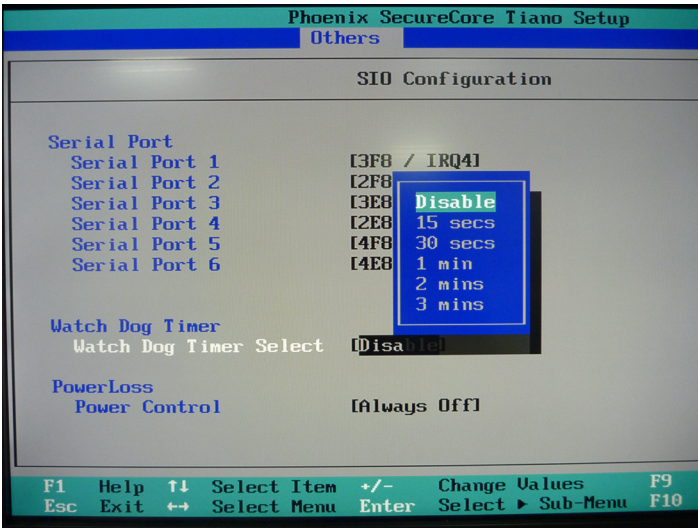 Phoenix SecureCore Tiano Setup
Others
SIO Configuration
Serial Port
Serial Port 1 [3F8 / IRQ4]
Serial Port 2 [2F8
Serial Port 3 [3E8
Serial Port 4 [2E8
Serial Port 5 [4F8
Serial Port 6 [4E8
Disable
15 secs
30 secs
1 min
2 mins
3 mins
Watch Dog Timer
Watch Dog Timer Select [Disable]
PowerLoss
Power Control [Always Off]
F1 Help ↑↓ Select Item +/- Change Values F9
Esc Exit ←→ Select Menu Enter Select ▶ Sub-Menu F10